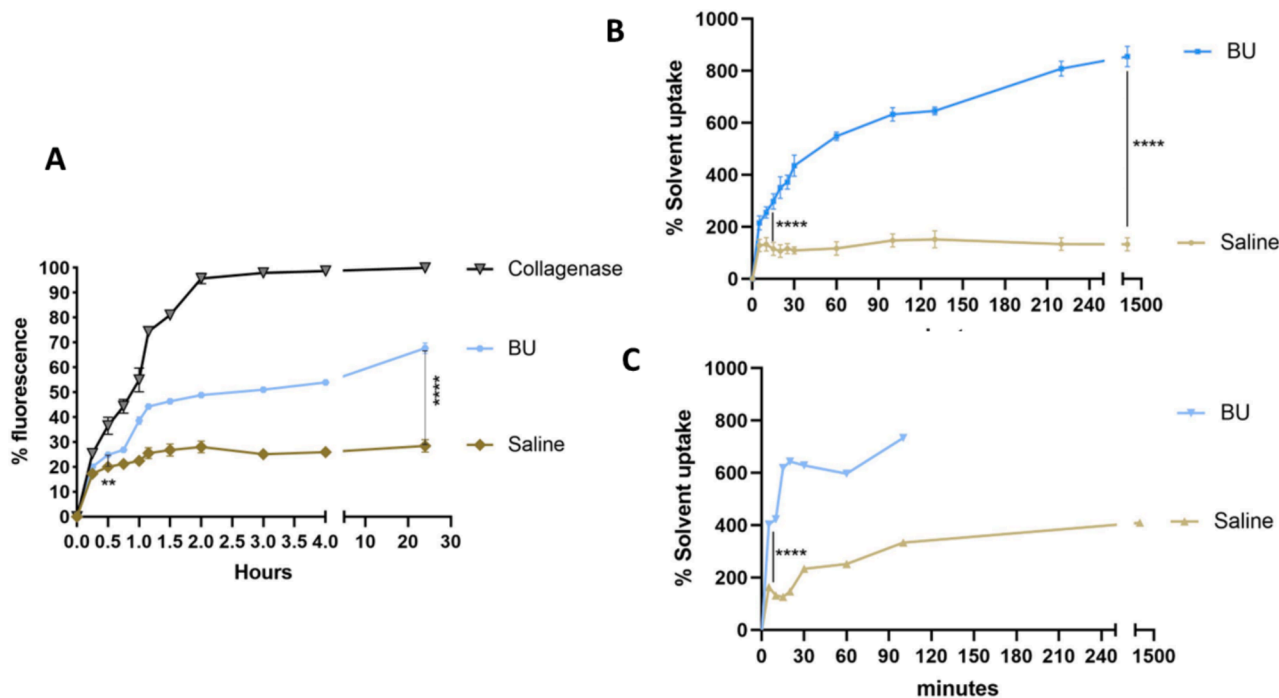 A
% fluorescence
100
90
80
70
60
50
40
30
20
10
0
**
****
Collagenase
BU
Saline
0.0 0.5 1.0 1.5 2.0 2.5 3.0 3.5 4.0 10 20 30
Hours
B
% Solvent uptake
1000
800
600
400
200
0
****
****
BU
Saline
0 30 60 90 120 150 180 210 240 1500
C
% Solvent uptake
1000
800
600
400
200
0
****
BU
Saline
0 30 60 90 120 150 180 210 240 1500
minutes